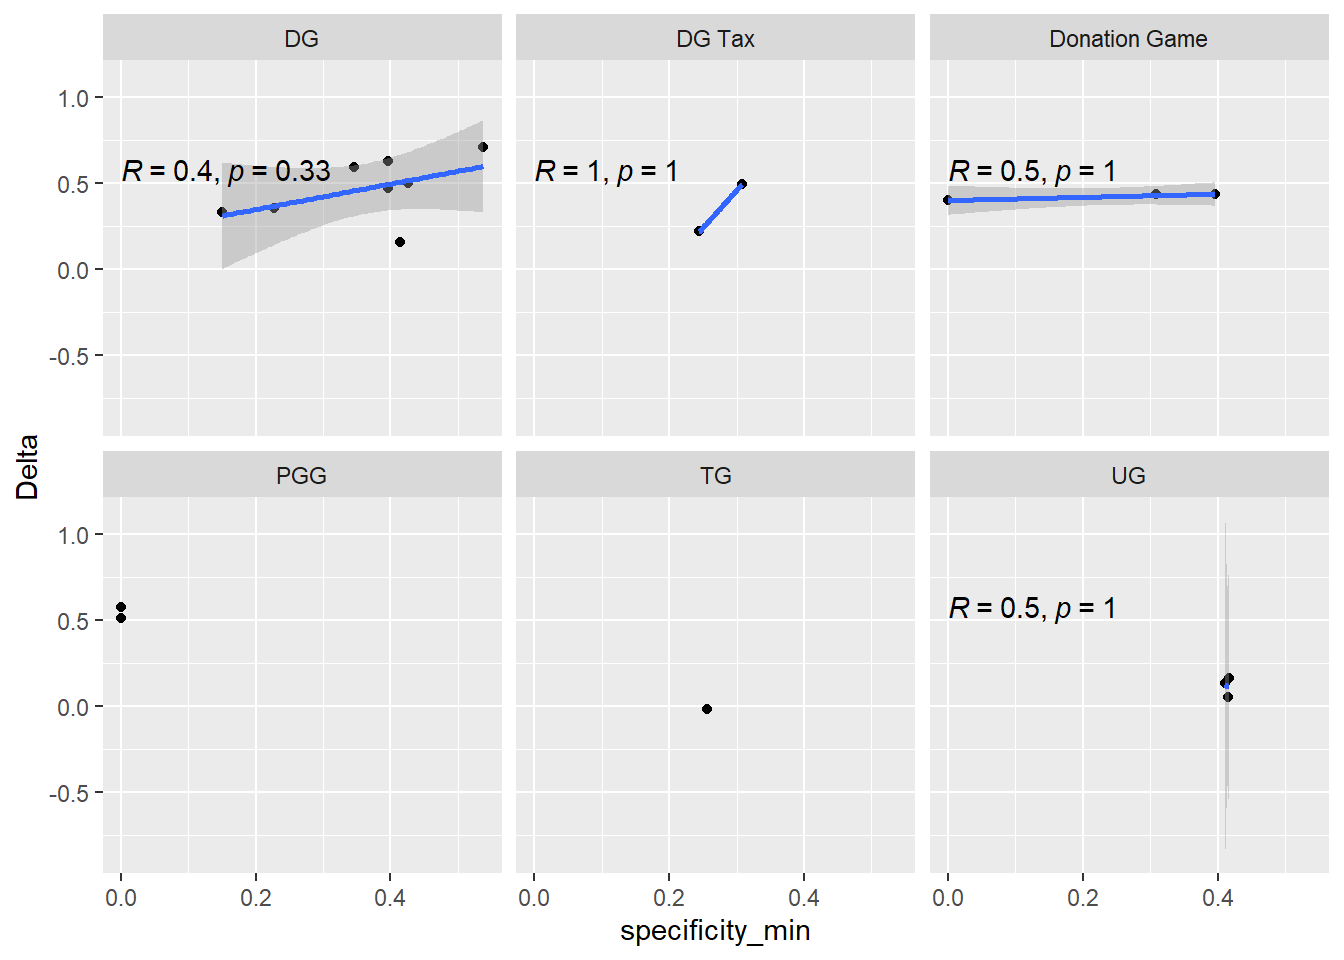 DG
DG Tax
Donation Game
1.0
0.5
0.0
-0.5
R = 0.4, p = 0.33
R = 1, p = 1
R = 0.5, p = 1
Delta
PGG
TG
UG
1.0
0.5
0.0
-0.5
R = 0.5, p = 1
0.0 0.2 0.4
0.0 0.2 0.4
0.0 0.2 0.4
specificity_min